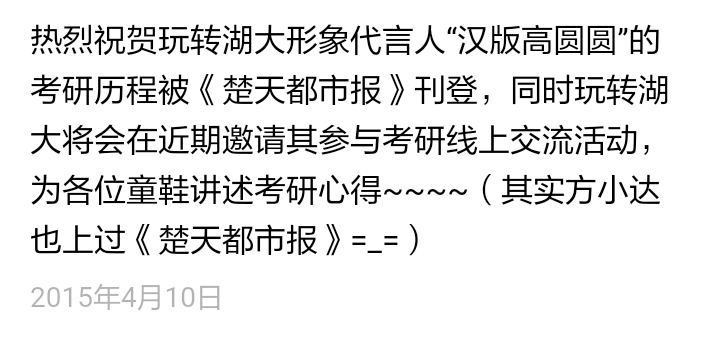 热烈祝贺玩转湖大形象代言人“汉版高圆圆”的
考研历程被《楚天都市报》刊登，同时玩转湖
大将会在近期邀请其参与考研线上交流活动，
为各位童鞋讲述考研心得~~~~（其实方小达
也上过《楚天都市报》=_=）
2015年4月10日